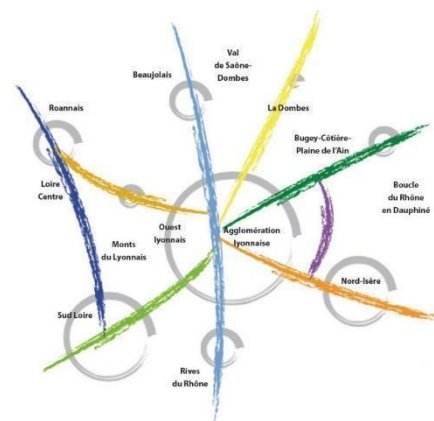 Val
de Saône-
Dombes
Beaujolais
La Dombes
Roannais
Bugey-Côtière-
Plaine de l'Ain
Loire
Centre
Boucle
du Rhône
en Dauphiné
Ouest
lyonnais
Agglomération
lyonnaise
Monts
du Lyonnais
Nord-Isère
Sud Loire
Rives
du Rhône